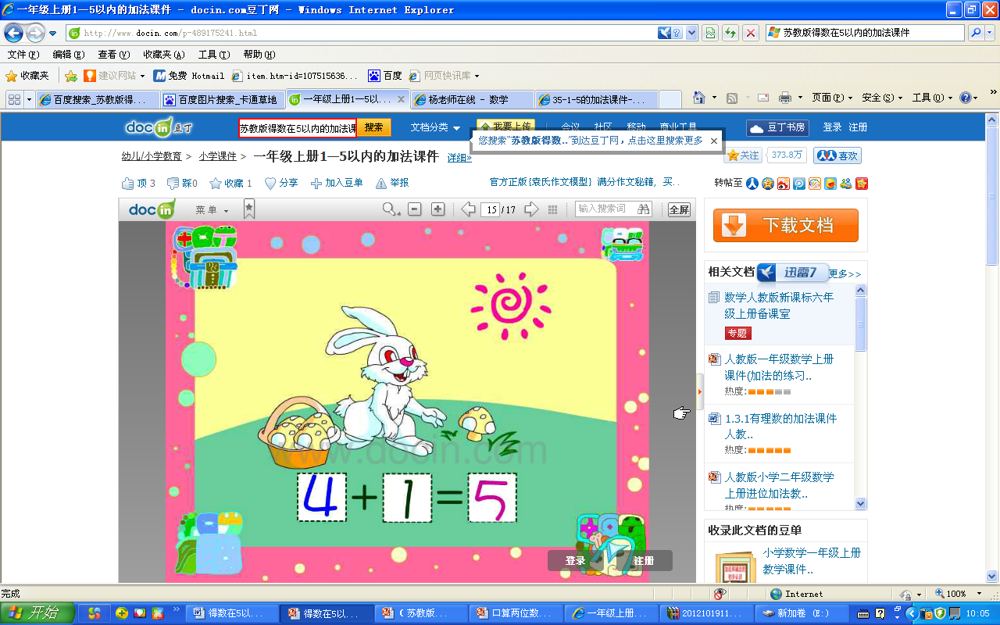 一年级上册1—5以内的加法课件 - docin.com豆丁网 - Windows Internet Explorer
http://www.docin.com/p-489175241.html
苏教版得数在5以内的加法课件
文件(F) 编辑(E) 查看(V) 收藏夹(A) 工具(T) 帮助(H)
收藏夹 建议网站 免费 Hotmail item.htm-id=107515636... 百度 网页快讯库
百度搜索_苏教版得... 百度图片搜索_卡通草地 一年级上册1—5以... 杨老师在线 - 数学 35-1-5的加法课件-... 页面(P) 安全(S) 工具(O)
docin豆丁 苏教版得数在5以内的加法课 搜索 文档分类 我要上传 会议 社区 移动 商业工具 豆丁书房 登录 注册
您搜索“苏教版得数..”到达豆丁网，点击这里搜索更多
幼儿/小学教育 > 小学课件 > 一年级上册1—5以内的加法课件 详细»
关注 373.8万 喜欢
顶 3 踩0 收藏 1 分享 加入豆单 举报 官方正版{袁氏作文模型} 满分作文秘籍, 买.. 转帖至
docin 菜单 15 / 17 输入搜索词 全屏
下载文档
相关文档 迅雷7 更多>>
数学人教版新课标六年
级上册备课室
专题
人教版一年级数学上册
课件(加法的练习..
热度:
1.3.1有理数的加法课件
人教..
热度:
人教版小学二年级数学
上册进位加法教..
热度:
www.docin.com
4 + 1 = 5
登录 注册
收录此文档的豆单
小学数学一年级上册
教学课件..
完成 Internet 100%
开始 得数在5以... 得数在5以... (苏教版... 口算两位数... 一年级上册... 2012101911... 新加卷 (E:) 10:05